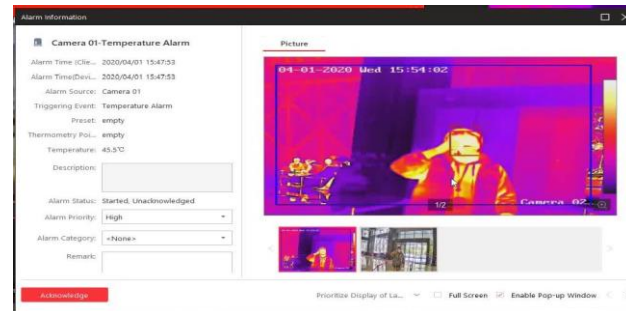 Alarm Information
Camera 01-Temperature Alarm
Alarm Time (Clie... 2020/04/01 15:47:53
Alarm Time(Devi... 2020/04/01 15:47:53
Alarm Source: Camera 01
Triggering Event: Temperature Alarm
Preset: empty
Thermometry Poi... empty
Temperature: 45.5℃
Description:
Alarm Status: Started, Unacknowledged
Alarm Priority: High
Alarm Category: <None>
Remark:
Acknowledge
Picture
04-01-2020 Wed 15:54:02
1/2
Camera 02
Prioritize Display of La...
Full Screen
Enable Pop-up Window